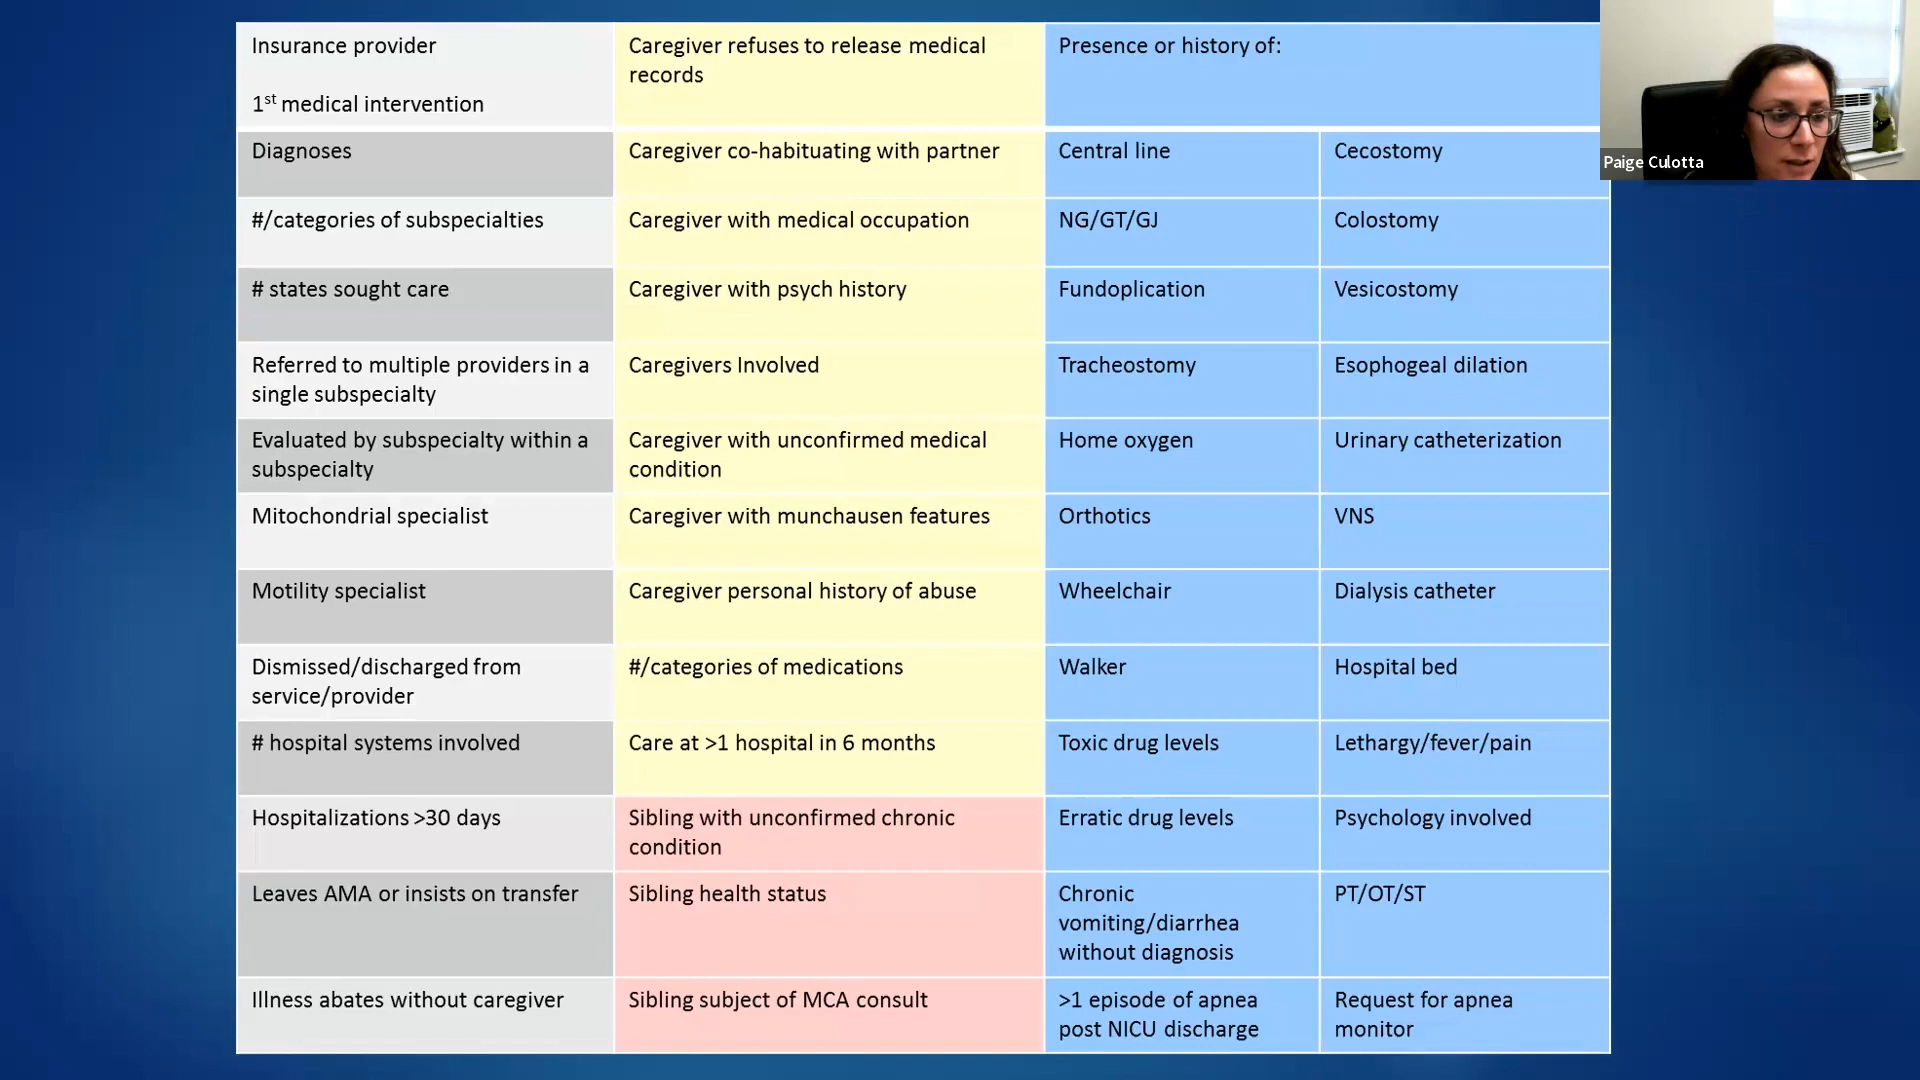 Insurance provider
1st medical intervention
Caregiver refuses to release medical
records
Presence or history of:
Paige Culotta
Diagnoses
Caregiver co-habituating with partner
Central line
Cecostomy
#/categories of subspecialties
Caregiver with medical occupation
NG/GT/GJ
Colostomy
# states sought care
Caregiver with psych history
Fundoplication
Vesicostomy
Referred to multiple providers in a
single subspecialty
Caregivers Involved
Tracheostomy
Esophogeal dilation
Evaluated by subspecialty within a
subspecialty
Caregiver with unconfirmed medical
condition
Home oxygen
Urinary catheterization
Mitochondrial specialist
Caregiver with munchausen features
Orthotics
VNS
Motility specialist
Caregiver personal history of abuse
Wheelchair
Dialysis catheter
Dismissed/discharged from
service/provider
#/categories of medications
Walker
Hospital bed
# hospital systems involved
Care at >1 hospital in 6 months
Toxic drug levels
Lethargy/fever/pain
Hospitalizations >30 days
Sibling with unconfirmed chronic
condition
Erratic drug levels
Psychology involved
Leaves AMA or insists on transfer
Sibling health status
Chronic
vomiting/diarrhea
without diagnosis
PT/OT/ST
Illness abates without caregiver
Sibling subject of MCA consult
>1 episode of apnea
post NICU discharge
Request for apnea
monitor